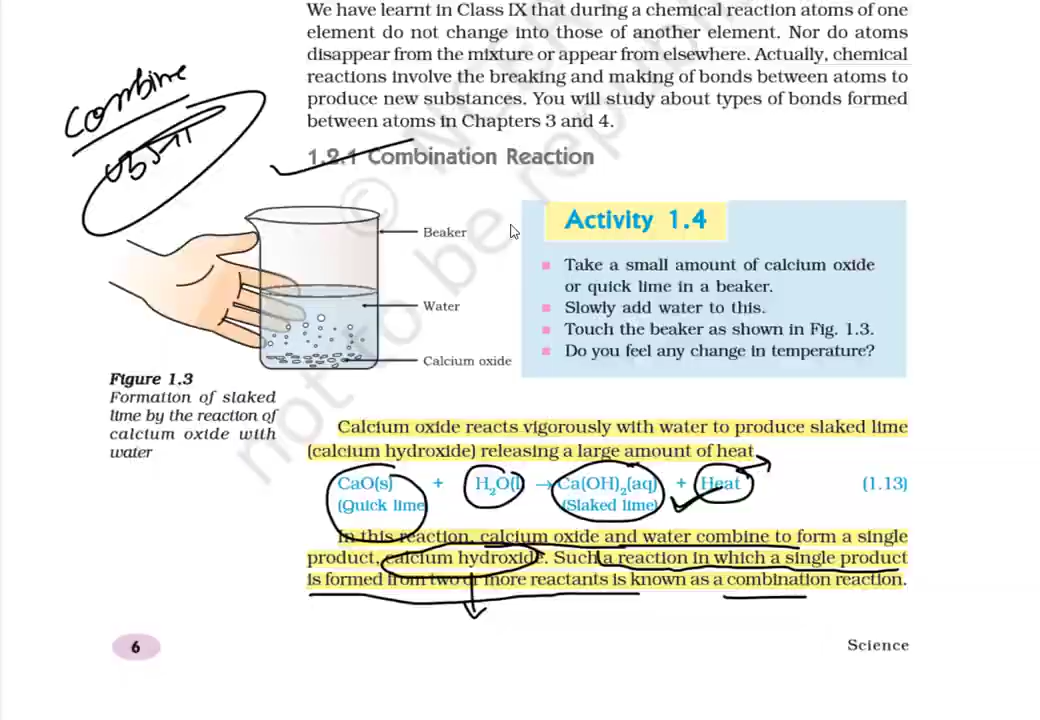 We have learnt in Class IX that during a chemical reaction atoms of one
element do not change into those of another element. Nor do atoms
disappear from the mixture or appear from elsewhere. Actually, chemical
reactions involve the breaking and making of bonds between atoms to
produce new substances. You will study about types of bonds formed
between atoms in Chapters 3 and 4.
Combine
1.2.1 Combination Reaction
Activity 1.4
Take a small amount of calcium oxide
or quick lime in a beaker.
Slowly add water to this.
Touch the beaker as shown in Fig. 1.3.
Do you feel any change in temperature?
Beaker
Water
Calcium oxide
Figure 1.3
Formation of slaked
lime by the reaction of
calcium oxide with
water
Calcium oxide reacts vigorously with water to produce slaked lime
(calcium hydroxide) releasing a large amount of heat
CaO(s) + H₂O(l) → Ca(OH)₂(aq) + Heat (1.13)
(Quick lime) (Slaked lime)
In this reaction, calcium oxide and water combine to form a single
product, calcium hydroxide. Such a reaction in which a single product
is formed from two or more reactants is known as a combination reaction.
6
Science
not to be republi
© NCER